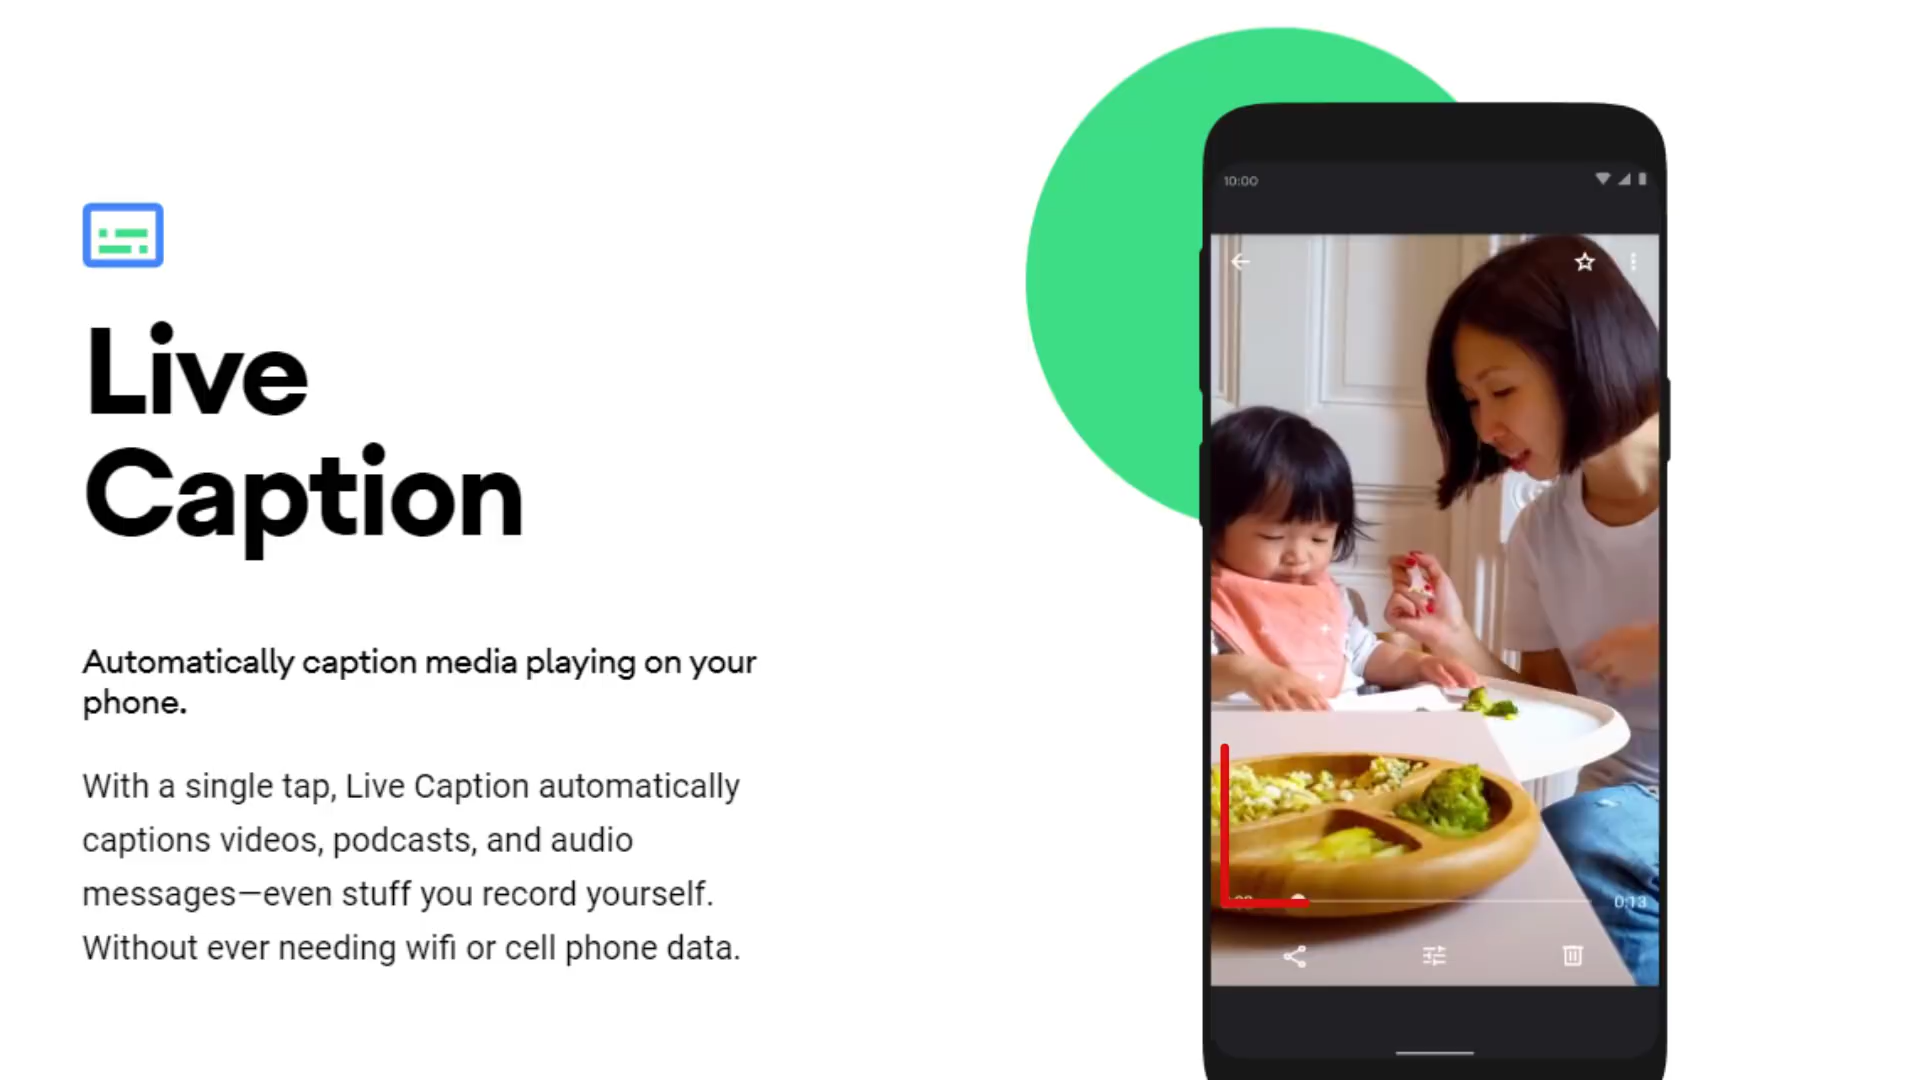 Live
Caption
Automatically caption media playing on your
phone.
With a single tap, Live Caption automatically
captions videos, podcasts, and audio
messages—even stuff you record yourself.
Without ever needing wifi or cell phone data.
10:00
0:13